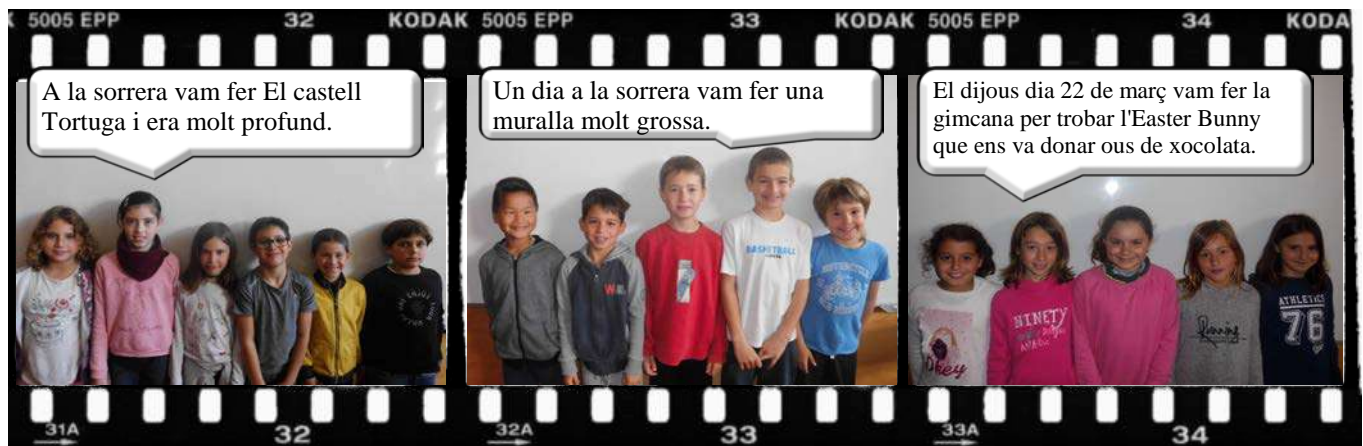 5005 EPP 32 KODAK 5005 EPP 33 KODAK 5005 EPP 34 KODA
A la sorrera vam fer El castell
Tortuga i era molt profund.
Un dia a la sorrera vam fer una
muralla molt grossa.
El dijous dia 22 de març vam fer la
gimcana per trobar l'Easter Bunny
que ens va donar ous de xocolata.
BASKETBALL
MOTORCYCLE
NINETY
Running
ATHLETICS
76
31A 32 32A 33 33A 34